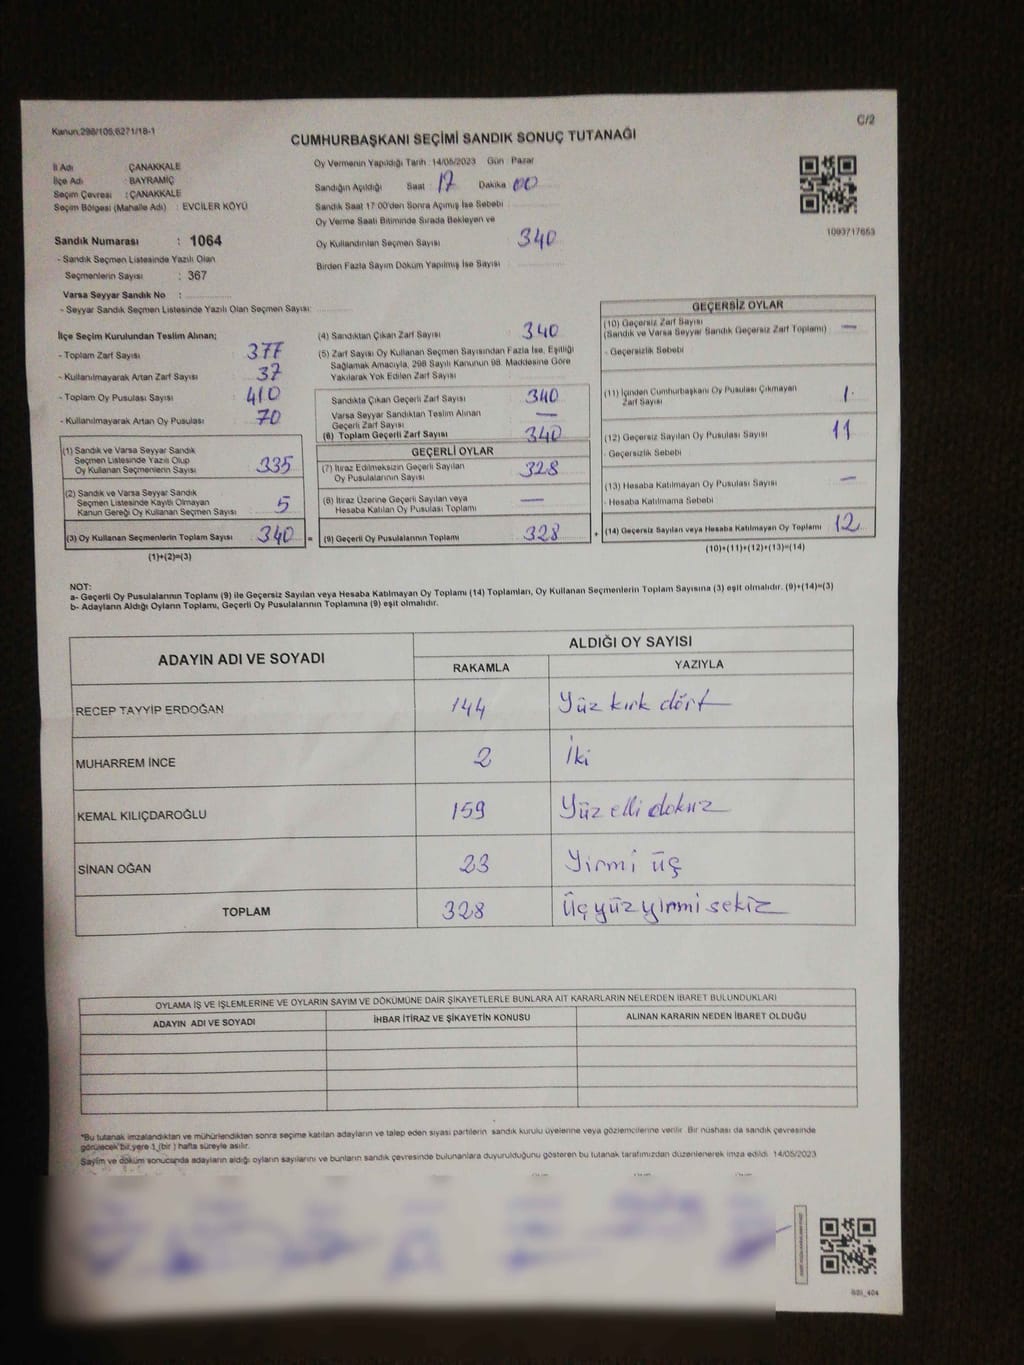 Kanun.298/105,6271/18-1
C/2
CUMHURBAŞKANI SEÇİMİ SANDIK SONUÇ TUTANAĞI
İl Adı ÇANAKKALE
İlçe Adı : BAYRAMİÇ
Seçim Çevresi : ÇANAKKALE
Seçim Bölgesi (Mahalle Adı) : EVCİLER KÖYÜ
Oy Vermenin Yapıldığı Tarih : 14/05/2023 Gün Pazar
Sandığın Açıldığı Saat 17 Dakika 00
Sandık Saat 17:00'den Sonra Açımış İse Sebebi
Oy Verme Saati Bitiminde Sırada Bekleyen ve
Oy Kullandırılan Seçmen Sayısı 340
Birden Fazla Sayım Döküm Yapılmış İse Sayısı
1093717653
Sandık Numarası : 1064
- Sandık Seçmen Listesinde Yazılı Olan
Seçmenlerin Sayısı : 367
Varsa Seyyar Sandık No :
- Seyyar Sandık Seçmen Listesinde Yazılı Olan Seçmen Sayısı:
İlçe Seçim Kurulundan Teslim Alınan;
- Toplam Zarf Sayısı : 377
- Kullanılmayarak Artan Zarf Sayısı : 37
- Toplam Oy Pusulası Sayısı : 410
- Kullanılmayarak Artan Oy Pusulası : 70
(1) Sandık ve Varsa Seyyar Sandık
Seçmen Listesinde Yazılı Olup
Oy Kullanan Seçmenlerin Sayısı 335
(2) Sandık ve Varsa Seyyar Sandık
Seçmen Listesinde Kayıtlı Olmayan
Kanun Gereği Oy Kullanan Seçmen Sayısı 5
(3) Oy Kullanan Seçmenlerin Toplam Sayısı 340 =
(1)+(2)=(3)
(4) Sandıktan Çıkan Zarf Sayısı 340
(5) Zarf Sayısı Oy Kullanan Seçmen Sayısından Fazla İse, Eşitliği
Sağlamak Amacıyla, 298 Sayılı Kanunun 98. Maddesine Göre
Yakılarak Yok Edilen Zarf Sayısı
Sandıkta Çıkan Geçerli Zarf Sayısı 340
Varsa Seyyar Sandıktan Teslim Alınan
Geçerli Zarf Sayısı —
(6) Toplam Geçerli Zarf Sayısı 340
GEÇERLİ OYLAR
(7) İtiraz Edilmeksizin Geçerli Sayılan
Oy Pusulalarının Sayısı 328
(8) İtiraz Üzerine Geçerli Sayılan veya
Hesaba Katılan Oy Pusulası Toplamı —
(9) Geçerli Oy Pusulalarının Toplamı 328 +
GEÇERSİZ OYLAR
(10) Geçersiz Zarf Sayısı
(Sandık ve Varsa Seyyar Sandık Geçersiz Zarf Toplamı) —
- Geçersizlik Sebebi
(11) İçinden Cumhurbaşkanı Oy Pusulası Çıkmayan
Zarf Sayısı 1
(12) Geçersiz Sayılan Oy Pusulası Sayısı 11
- Geçersizlik Sebebi
(13) Hesaba Katılmayan Oy Pusulası Sayısı —
- Hesaba Katılmama Sebebi
(14) Geçersiz Sayılan veya Hesaba Katılmayan Oy Toplamı 12
(10)+(11)+(12)+(13)=(14)
NOT:
a- Geçerli Oy Pusulalarının Toplamı (9) ile Geçersiz Sayılan veya Hesaba Katılmayan Oy Toplamı (14) Toplamları, Oy Kullanan Seçmenlerin Toplam Sayısına (3) eşit olmalıdır. (9)+(14)=(3)
b- Adayların Aldığı Oyların Toplamı, Geçerli Oy Pusulalarının Toplamına (9) eşit olmalıdır.
ADAYIN ADI VE SOYADI ALDIĞI OY SAYISI
RAKAMLA YAZIYLA
RECEP TAYYİP ERDOĞAN 144 Yüz kırk dört
MUHARREM İNCE 2 İki
KEMAL KILIÇDAROĞLU 159 Yüz elli dokuz
SİNAN OĞAN 23 Yirmi üç
TOPLAM 328 Üçyüzyirmisekiz
OYLAMA İŞ VE İŞLEMLERİNE VE OYLARIN SAYIM VE DÖKÜMÜNE DAİR ŞİKAYETLERLE BUNLARA AİT KARARLARIN NELERDEN İBARET BULUNDUKLARI
ADAYIN ADI VE SOYADI İHBAR İTİRAZ VE ŞİKAYETİN KONUSU ALINAN KARARIN NEDEN İBARET OLDUĞU
*Bu tutanak imzalandıktan ve mühürlendikten sonra seçime katılan adayların ve talep eden siyasi partilerin sandık kurulu üyelerine veya gözlemcilerine verilir. Bir nüshası da sandık çevresinde
görülecek bir yere 1 (bir) hafta süreyle asılır.
Sayım ve döküm sonucunda adayların aldığı oyların sayılarını ve bunların sandık çevresinde bulunanlara duyurulduğunu gösteren bu tutanak tarafımızdan düzenlenerek imza edildi. 14/05/2023